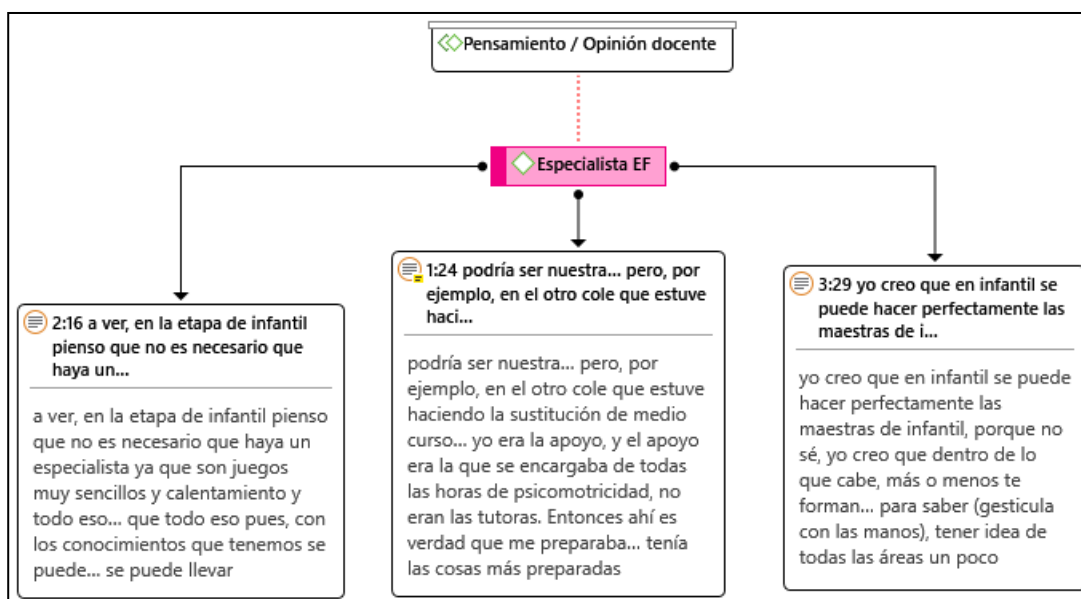 Pensamiento / Opinión docente
Especialista EF
2:16 a ver, en la etapa de infantil
pienso que no es necesario que
haya un...
a ver, en la etapa de infantil pienso
que no es necesario que haya un
especialista ya que son juegos
muy sencillos y calentamiento y
todo eso... que todo eso pues, con
los conocimientos que tenemos se
puede... se puede llevar
1:24 podría ser nuestra... pero, por
ejemplo, en el otro cole que estuve
haci...
podría ser nuestra... pero, por
ejemplo, en el otro cole que estuve
haciendo la sustitución de medio
curso... yo era la apoyo, y el apoyo
era la que se encargaba de todas
las horas de psicomotricidad, no
eran las tutoras. Entonces ahí es
verdad que me preparaba... tenía
las cosas más preparadas
3:29 yo creo que en infantil se
puede hacer perfectamente las
maestras de i...
yo creo que en infantil se puede
hacer perfectamente las
maestras de infantil, porque no
sé, yo creo que dentro de lo
que cabe, más o menos te
forman... para saber (gesticula
con las manos), tener idea de
todas las áreas un poco